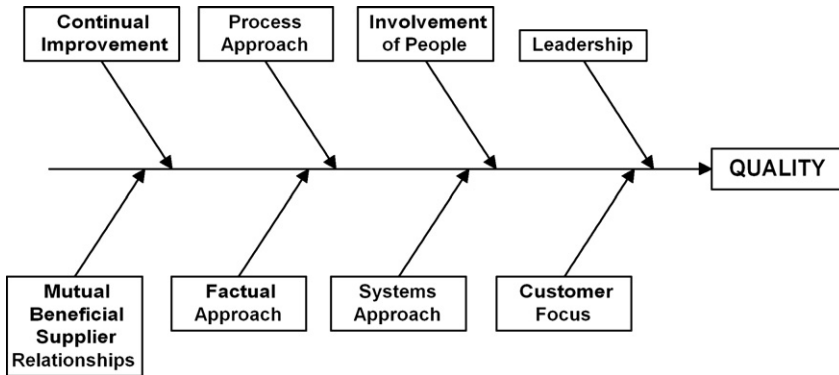 Continual
Improvement
Process
Approach
Involvement
of People
Leadership
QUALITY
Mutual
Beneficial
Supplier
Relationships
Factual
Approach
Systems
Approach
Customer
Focus